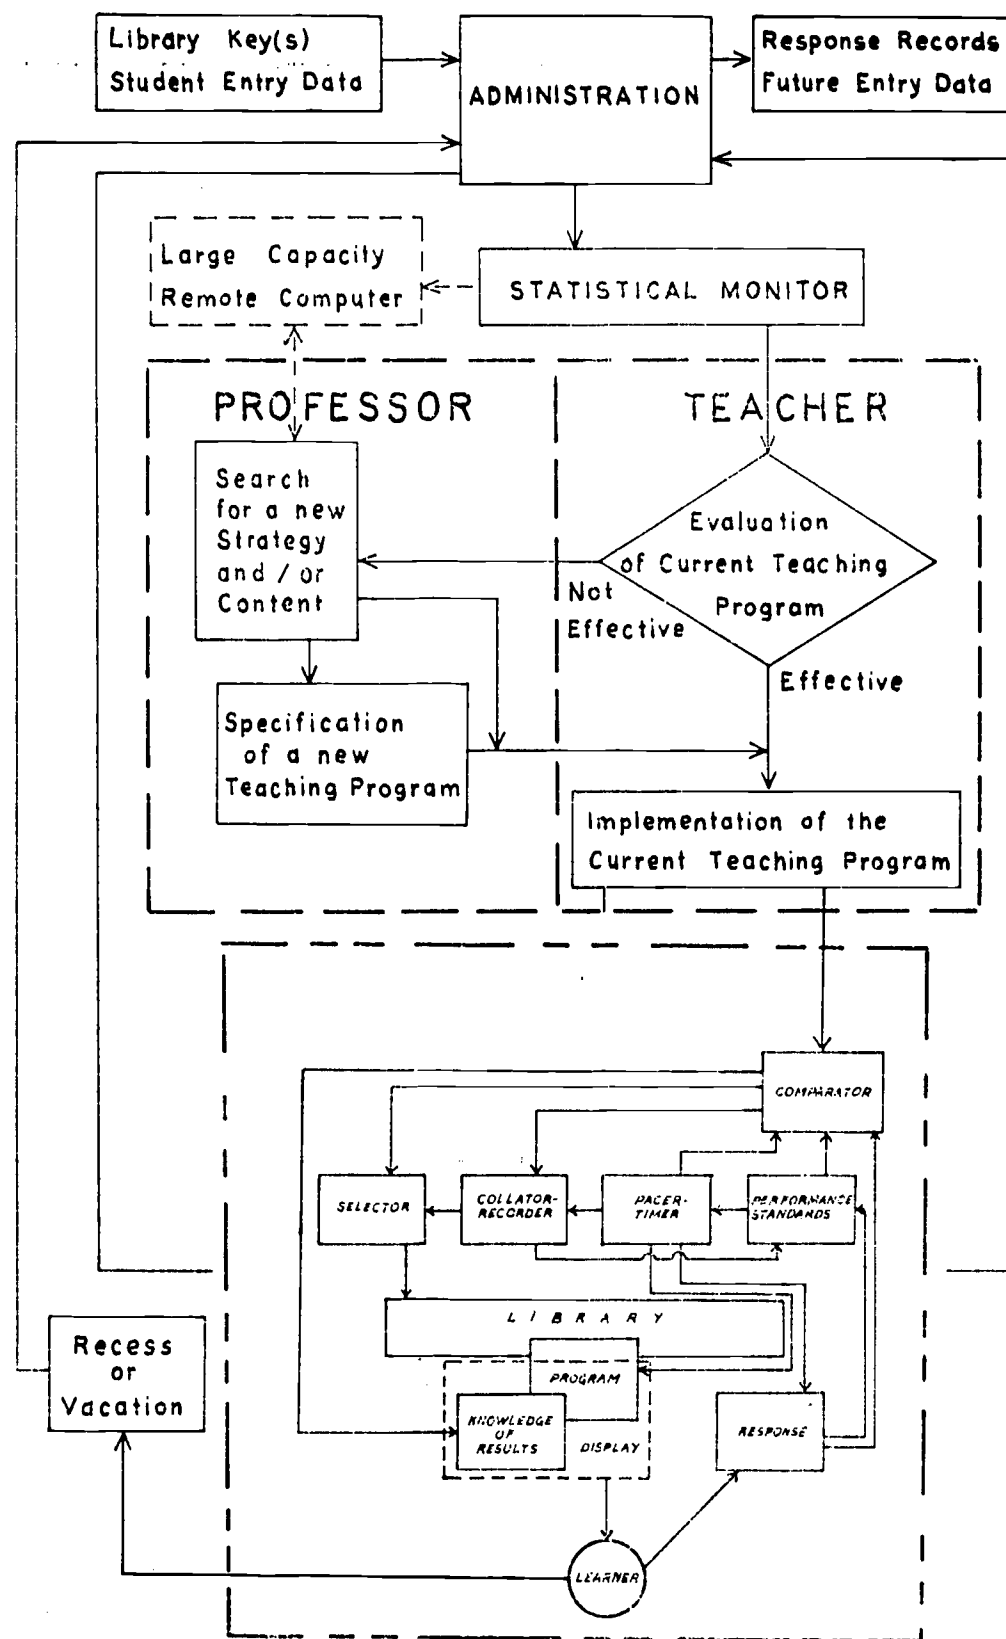 Library Key(s)
Student Entry Data
ADMINISTRATION
Response Records
Future Entry Data
Large Capacity
Remote Computer
STATISTICAL MONITOR
PROFESSOR
TEACHER
Search
for a new
Strategy
and / or
Content
Evaluation
of Current Teaching
Program
Not
Effective
Effective
Specification
of a new
Teaching Program
Implementation of the
Current Teaching Program
COMPARATOR
SELECTOR
COLLATOR-
RECORDER
PACER-
TIMER
PERFORMANCE
STANDARDS
LIBRARY
Recess
or
Vacation
PROGRAM
KNOWLEDGE
OF
RESULTS
DISPLAY
RESPONSE
LEARNER